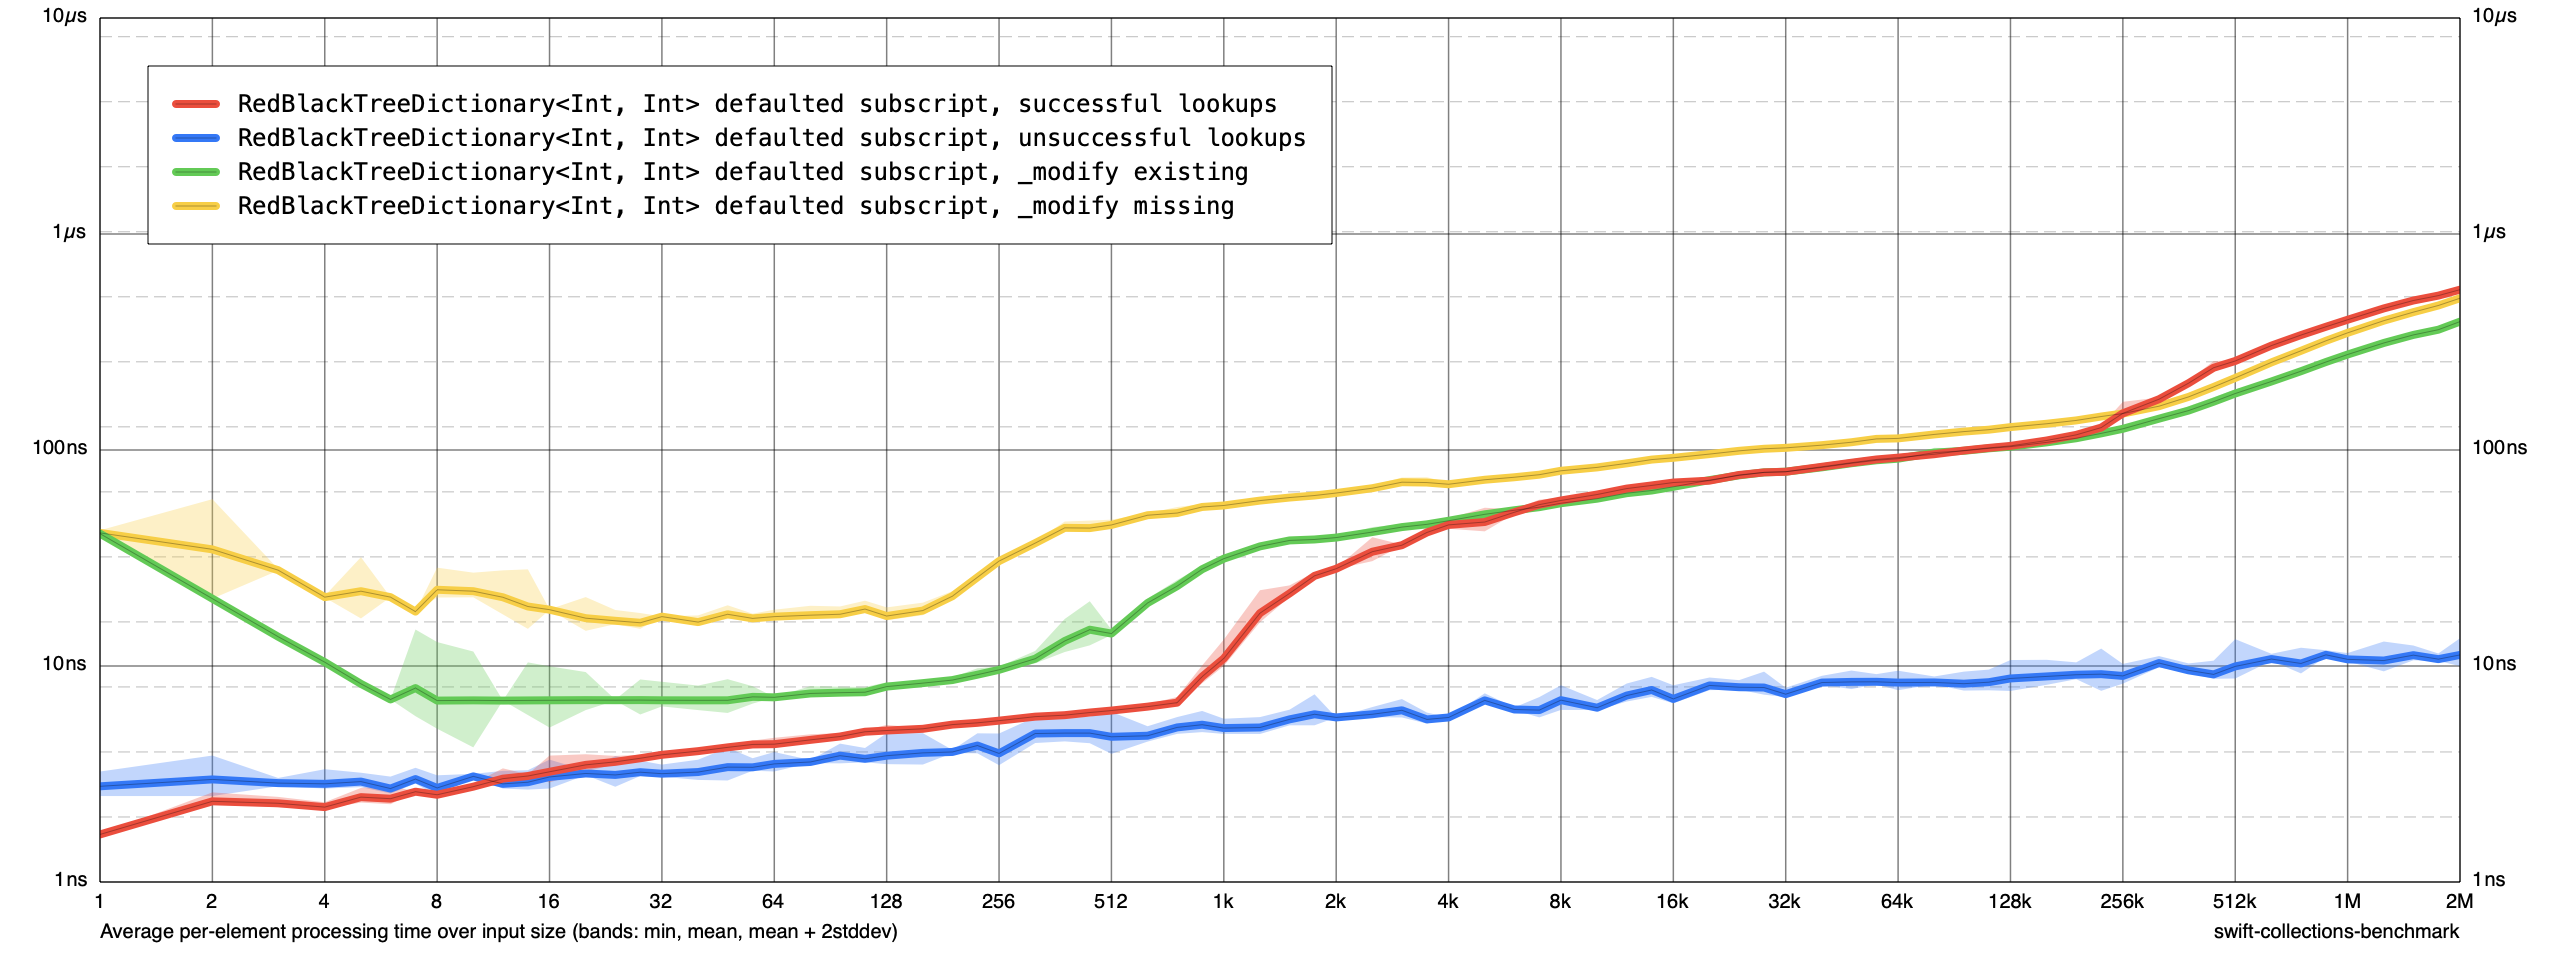 10µs
10µs
RedBlackTreeDictionary<Int, Int> defaulted subscript, successful lookups
RedBlackTreeDictionary<Int, Int> defaulted subscript, unsuccessful lookups
RedBlackTreeDictionary<Int, Int> defaulted subscript, _modify existing
RedBlackTreeDictionary<Int, Int> defaulted subscript, _modify missing
1µs
1µs
100ns
100ns
10ns
10ns
1ns
1ns
1 2 4 8 16 32 64 128 256 512 1k 2k 4k 8k 16k 32k 64k 128k 256k 512k 1M 2M
Average per-element processing time over input size (bands: min, mean, mean + 2stddev)
swift-collections-benchmark